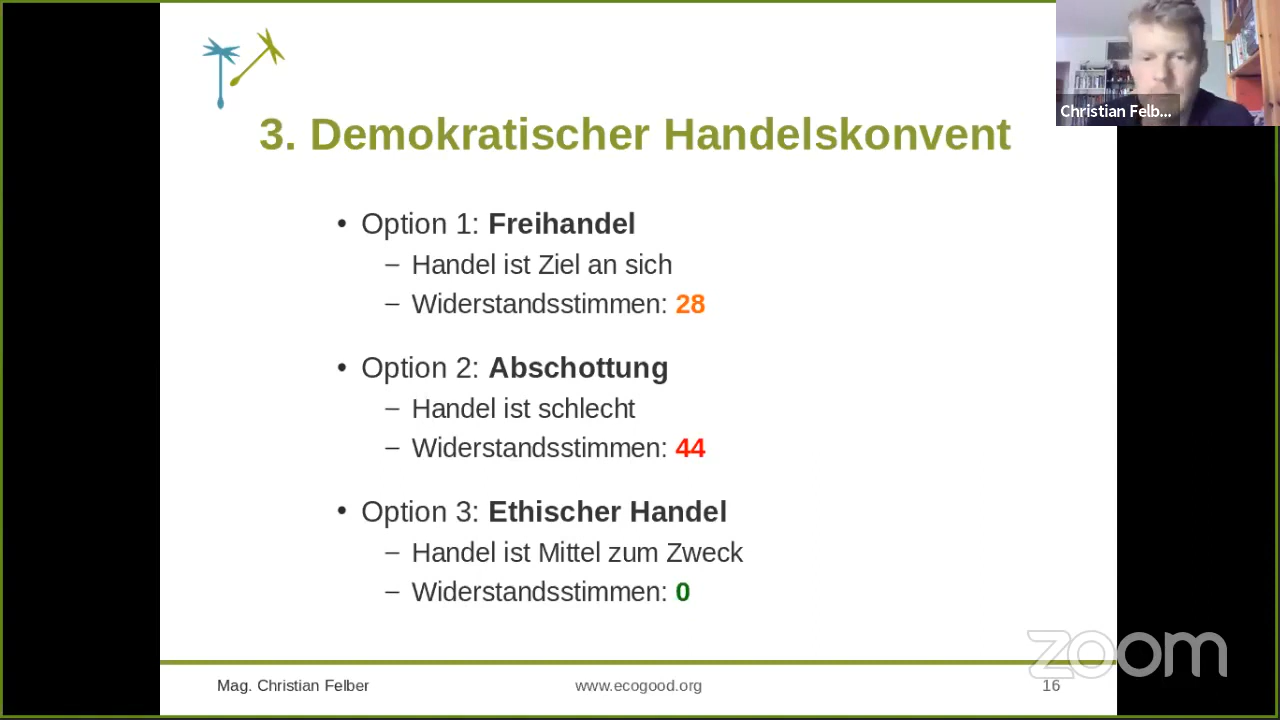 Christian Felb...
3. Demokratischer Handelskonvent
• Option 1: Freihandel
– Handel ist Ziel an sich
– Widerstandsstimmen: 28
• Option 2: Abschottung
– Handel ist schlecht
– Widerstandsstimmen: 44
• Option 3: Ethischer Handel
– Handel ist Mittel zum Zweck
– Widerstandsstimmen: 0
zoom
Mag. Christian Felber www.ecogood.org 16